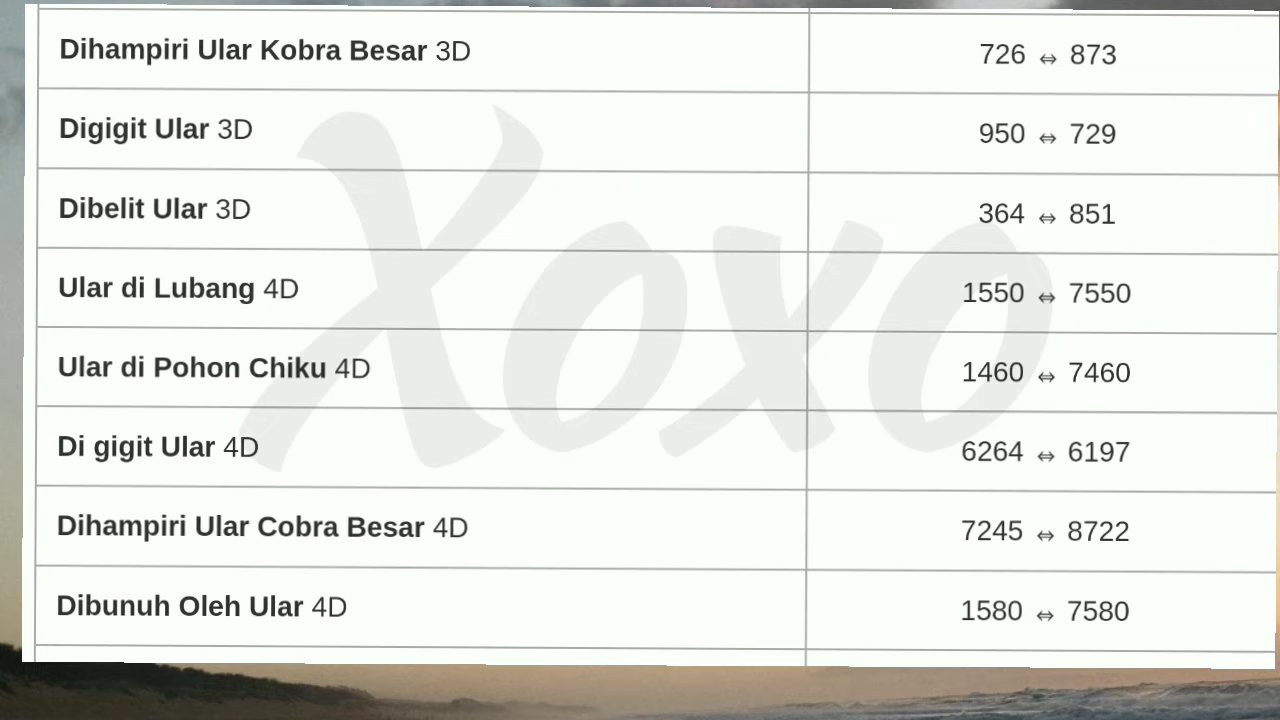 Dihampiri Ular Kobra Besar 3D 726 ⇔ 873
Digigit Ular 3D 950 ⇔ 729
Dibelit Ular 3D 364 ⇔ 851
Ular di Lubang 4D 1550 ⇔ 7550
Ular di Pohon Chiku 4D 1460 ⇔ 7460
Di gigit Ular 4D 6264 ⇔ 6197
Dihampiri Ular Cobra Besar 4D 7245 ⇔ 8722
Dibunuh Oleh Ular 4D 1580 ⇔ 7580
Xoxo